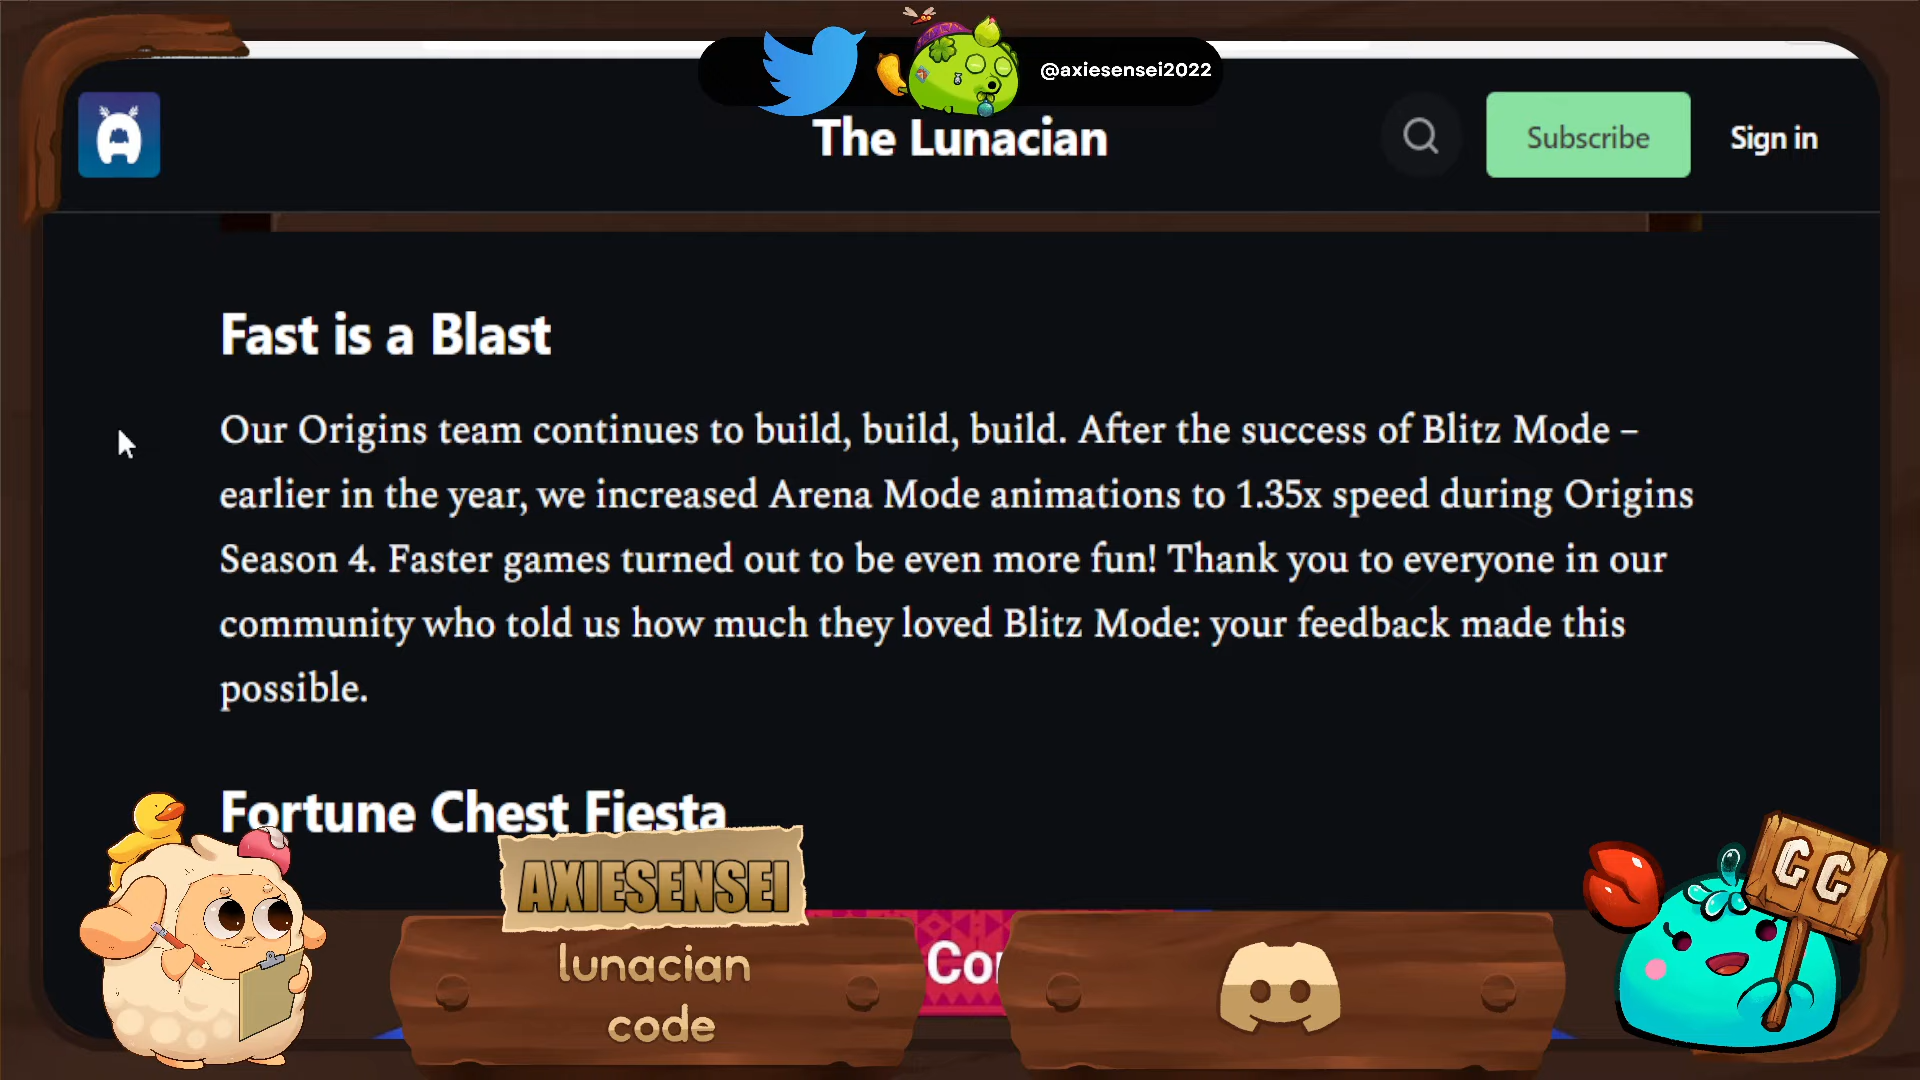 @axiesensei2022
The Lunacian
Subscribe
Sign in
Fast is a Blast
Our Origins team continues to build, build, build. After the success of Blitz Mode –
earlier in the year, we increased Arena Mode animations to 1.35x speed during Origins
Season 4. Faster games turned out to be even more fun! Thank you to everyone in our
community who told us how much they loved Blitz Mode: your feedback made this
possible.
Fortune Chest Fiesta
AXIESENSEI
lunacian
code
CC